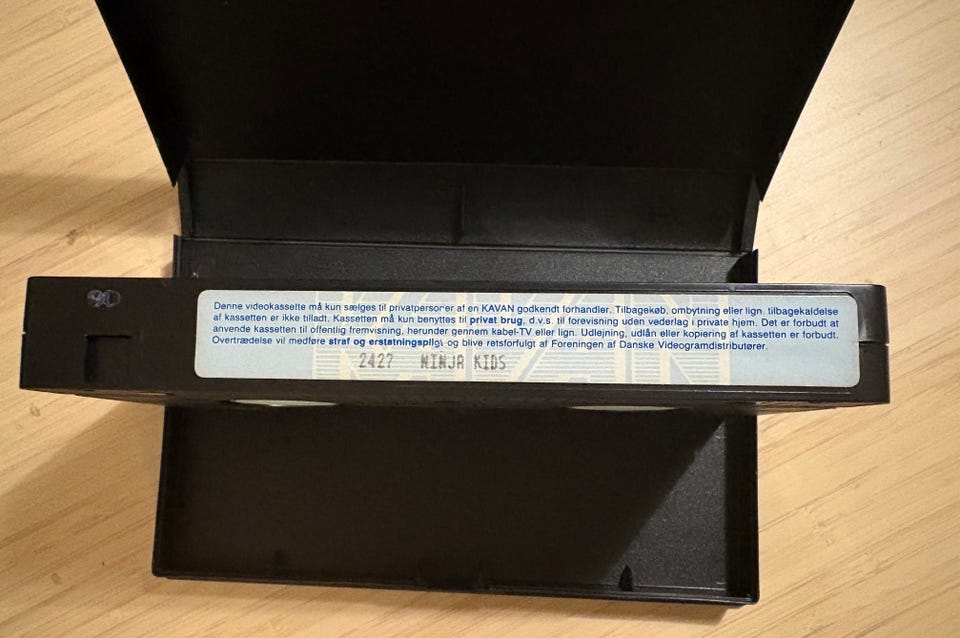 90
Denne videokassette må kun sælges til privatpersoner af en KAVAN godkendt forhandler. Tilbagekøb, ombytning eller lign. tilbagekaldelse
af kassetten er ikke tilladt. Kassetten må kun benyttes til privat brug, d.v.s. til forevisning uden vederlag i private hjem. Det er forbudt at
anvende kassetten til offentlig fremvisning, herunder gennem kabel-TV eller lign. Udlejning, udlån eller kopiering af kassetten er forbudt.
Overtrædelse vil medføre straf og erstatningspligt og blive retsforfulgt af Foreningen af Danske Videogramdistributører.
KAVAN
2427 NINJA KIDS